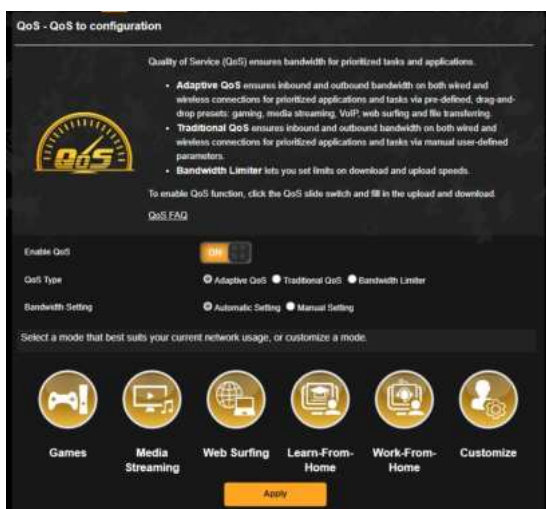 QoS - QoS to configuration
Quality of Service (QoS) ensures bandwidth for prioritized tasks and applications.
• Adaptive QoS ensures inbound and outbound bandwidth on both wired and
wireless connections for prioritized applications and tasks via pre-defined, drag-and-
drop presets: gaming, media streaming, VoIP, web surfing and file transferring.
• Traditional QoS ensures inbound and outbound bandwidth on both wired and
wireless connections for prioritized applications and tasks via manual user-defined
parameters.
• Bandwidth Limiter lets you set limits on download and upload speeds.
QoS
To enable QoS function, click the QoS slide switch and fill in the upload and download.
QoS FAQ
Enable QoS ON
QoS Type Adaptive QoS Traditional QoS Bandwidth Limiter
Bandwidth Setting Automatic Setting Manual Setting
Select a mode that best suits your current network usage, or customize a mode.
Games Media Web Surfing Learn-From- Work-From- Customize
Streaming Home Home
Apply